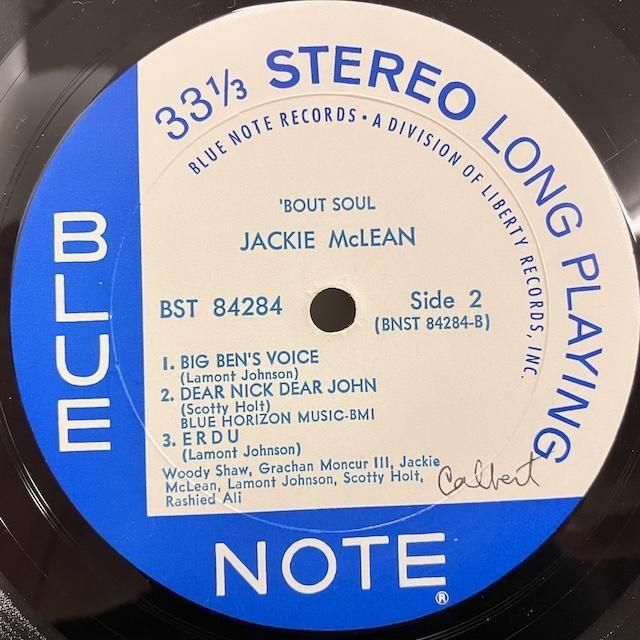 33⅓ STEREO LONG PLAYING
BLUE NOTE RECORDS • A DIVISION OF LIBERTY RECORDS, INC.
'BOUT SOUL
JACKIE McLEAN
BST 84284
Side 2
(BNST 84284-B)
1. BIG BEN'S VOICE
(Lamont Johnson)
2. DEAR NICK DEAR JOHN
(Scotty Holt)
BLUE HORIZON MUSIC-BMI
3. ERDU
(Lamont Johnson)
Woody Shaw, Grachan Moncur III, Jackie
McLean, Lamont Johnson, Scotty Holt,
Rashied Ali
Calbert
BLUE
NOTE®